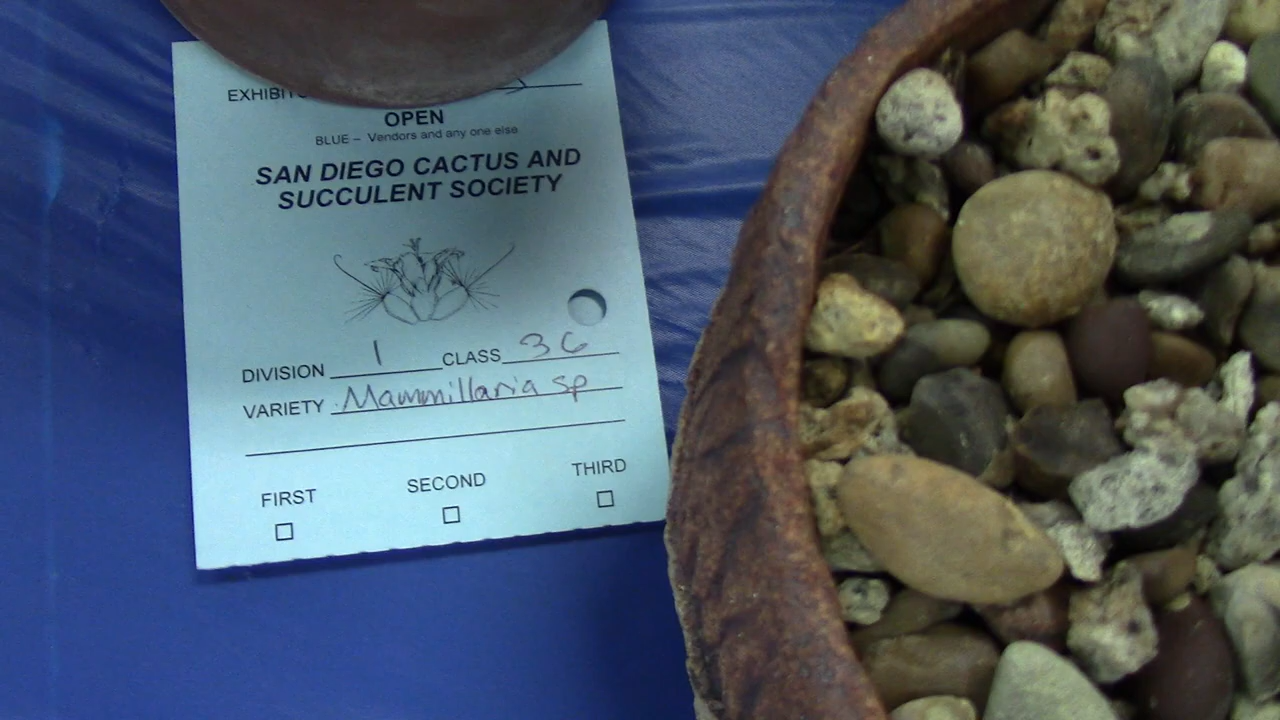 EXHIBIT
OPEN
BLUE – Vendors and any one else
SAN DIEGO CACTUS AND
SUCCULENT SOCIETY
DIVISION 1 CLASS 36
VARIETY Mammillaria sp
FIRST SECOND THIRD